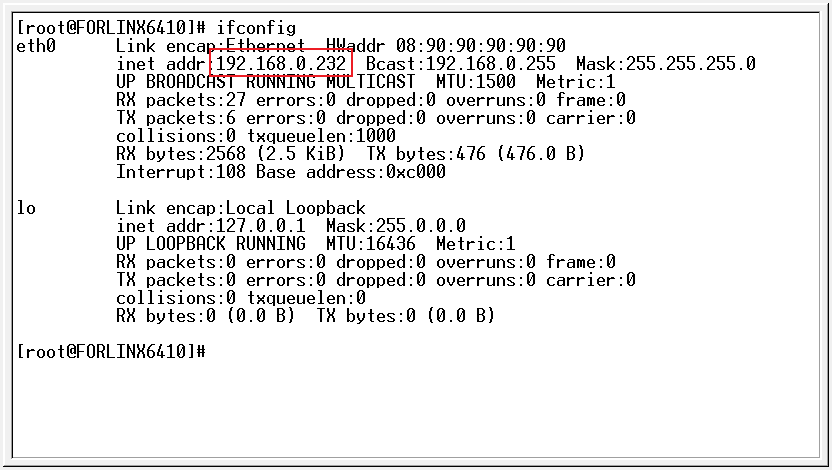 [root@FORLINX6410]# ifconfig
eth0      Link encap:Ethernet  HWaddr 08:90:90:90:90:90
          inet addr:192.168.0.232  Bcast:192.168.0.255  Mask:255.255.255.0
          UP BROADCAST RUNNING MULTICAST  MTU:1500  Metric:1
          RX packets:27 errors:0 dropped:0 overruns:0 frame:0
          TX packets:6 errors:0 dropped:0 overruns:0 carrier:0
          collisions:0 txqueuelen:1000
          RX bytes:2568 (2.5 KiB)  TX bytes:476 (476.0 B)
          Interrupt:108 Base address:0xc000
lo        Link encap:Local Loopback
          inet addr:127.0.0.1  Mask:255.0.0.0
          UP LOOPBACK RUNNING  MTU:16436  Metric:1
          RX packets:0 errors:0 dropped:0 overruns:0 frame:0
          TX packets:0 errors:0 dropped:0 overruns:0 carrier:0
          collisions:0 txqueuelen:0
          RX bytes:0 (0.0 B)  TX bytes:0 (0.0 B)
[root@FORLINX6410]#